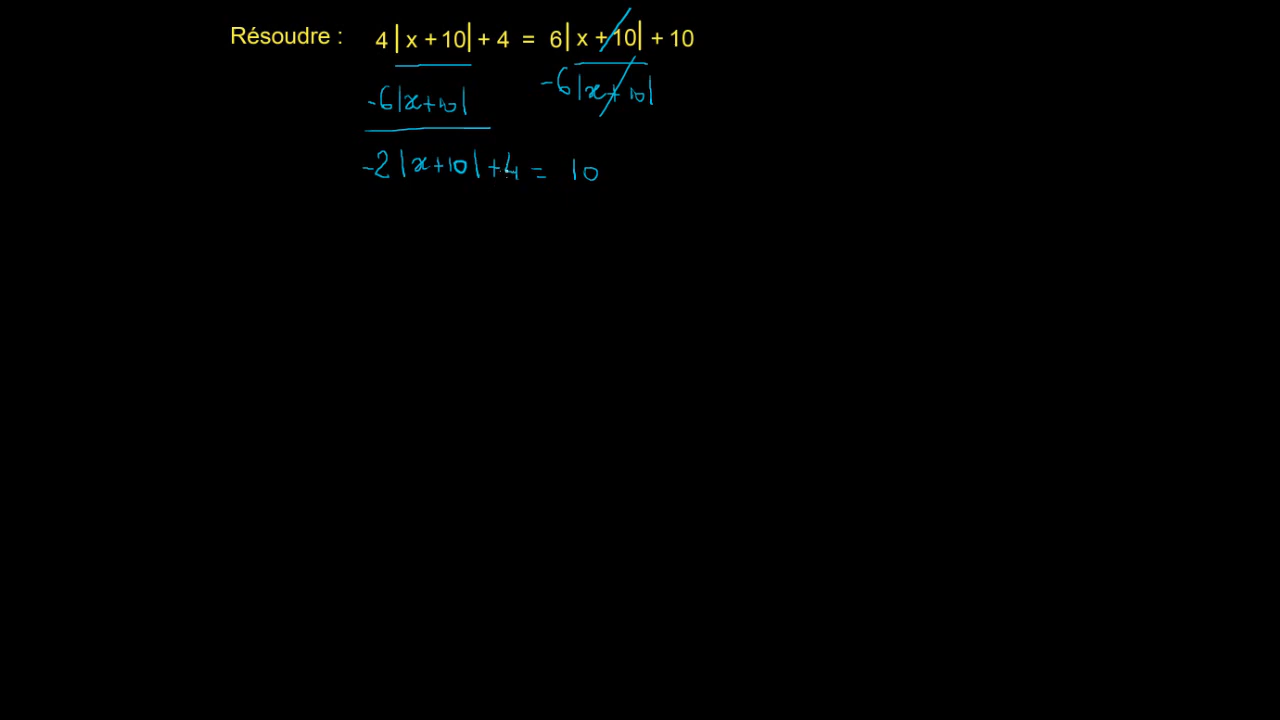 Résoudre : 4 | x + 10 | + 4 = 6 | x + 10 | + 10
-6 |x+10| -6 |x+10|
-2 |x+10| + 4 = 10